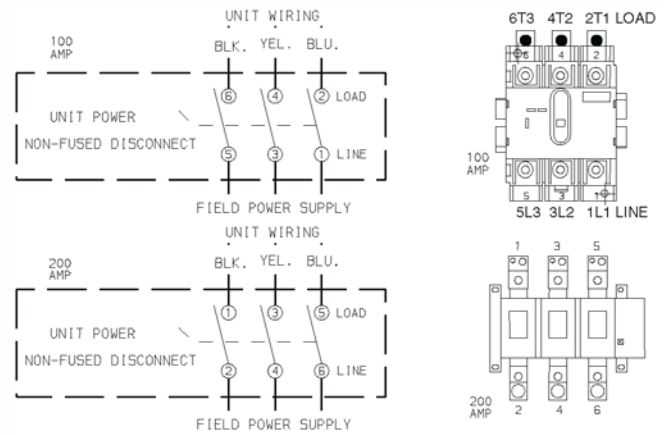 UNIT WIRING
100
AMP
BLK. YEL. BLU.
6 4 2 LOAD
UNIT POWER
NON-FUSED DISCONNECT
5 3 1 LINE
FIELD POWER SUPPLY
6T3 4T2 2T1 LOAD
6 4 2
100
AMP
5 3 1
5L3 3L2 1L1 LINE
UNIT WIRING
200
AMP
BLK. YEL. BLU.
1 3 5 LOAD
UNIT POWER
NON-FUSED DISCONNECT
2 4 6 LINE
FIELD POWER SUPPLY
1 3 5
200
AMP
2 4 6